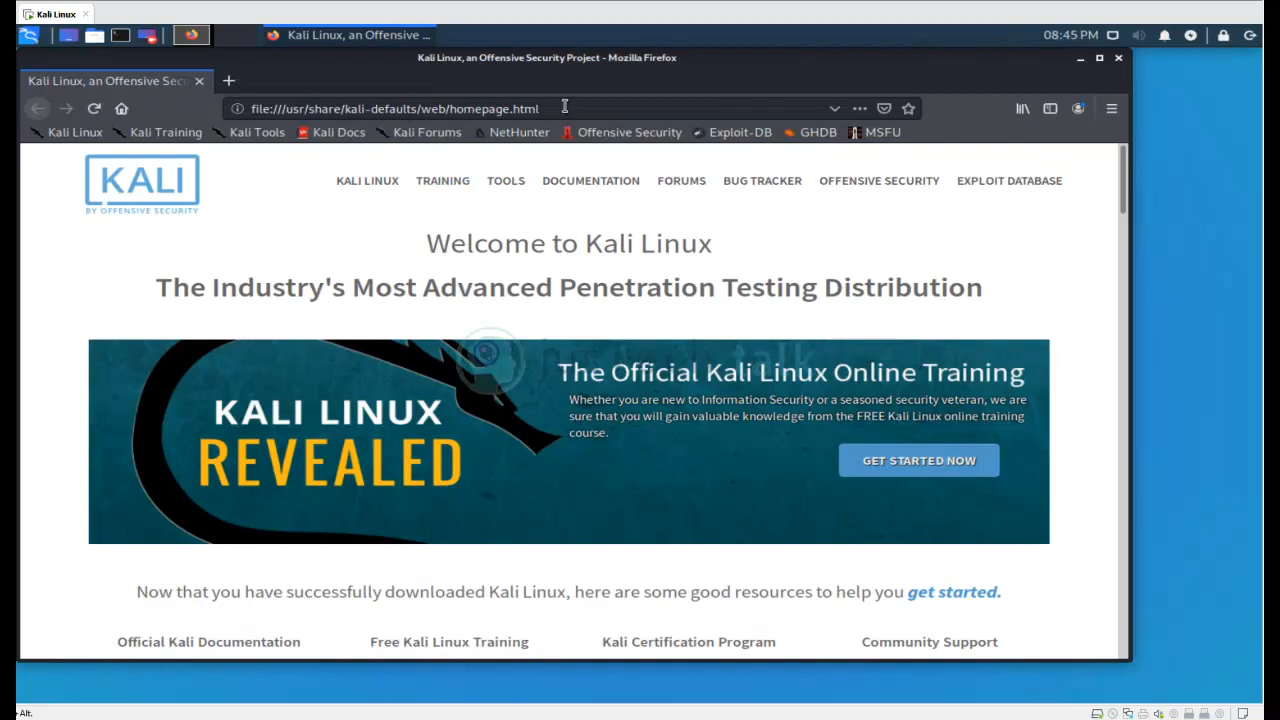 Kali Linux
Kali Linux, an Offensive ...
08:45 PM
Kali Linux, an Offensive Security Project - Mozilla Firefox
Kali Linux, an Offensive Sec
file:///usr/share/kali-defaults/web/homepage.html
Kali Linux Kali Training Kali Tools Kali Docs Kali Forums NetHunter Offensive Security Exploit-DB GHDB MSFU
KALI
BY OFFENSIVE SECURITY
KALI LINUX TRAINING TOOLS DOCUMENTATION FORUMS BUG TRACKER OFFENSIVE SECURITY EXPLOIT DATABASE
Welcome to Kali Linux
The Industry's Most Advanced Penetration Testing Distribution
KALI LINUX
REVEALED
The Official Kali Linux Online Training
Whether you are new to Information Security or a seasoned security veteran, we are
sure that you will gain valuable knowledge from the FREE Kali Linux online training
course.
GET STARTED NOW
talk
Now that you have successfully downloaded Kali Linux, here are some good resources to help you get started.
Official Kali Documentation Free Kali Linux Training Kali Certification Program Community Support
Alt.